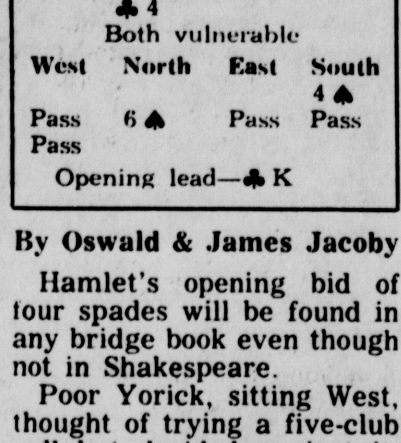 ♣ 4
Both vulnerable
West North East South
4 ♠
Pass 6 ♠ Pass Pass
Pass
Opening lead—♣ K
By Oswald & James Jacoby
Hamlet's opening bid of
four spades will be found in
any bridge book even though
not in Shakespeare.
Poor Yorick, sitting West,
thought of trying a five-club